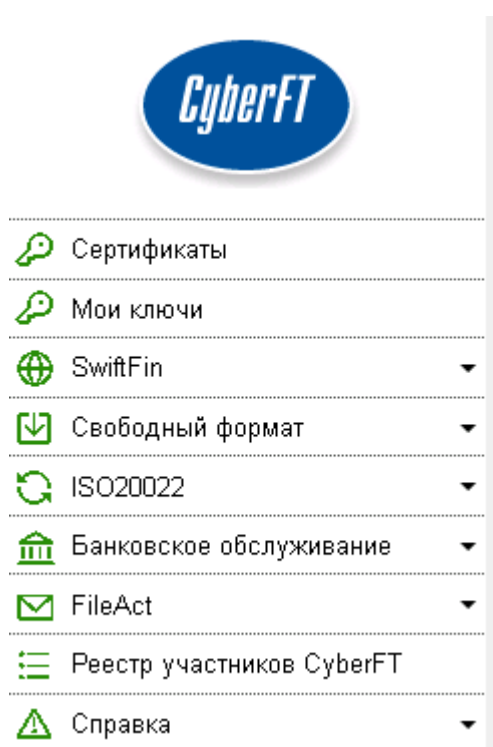 CyberFT
Сертификаты
Мои ключи
SwiftFin
Свободный формат
ISO20022
Банковское обслуживание
FileAct
Реестр участников CyberFT
Справка